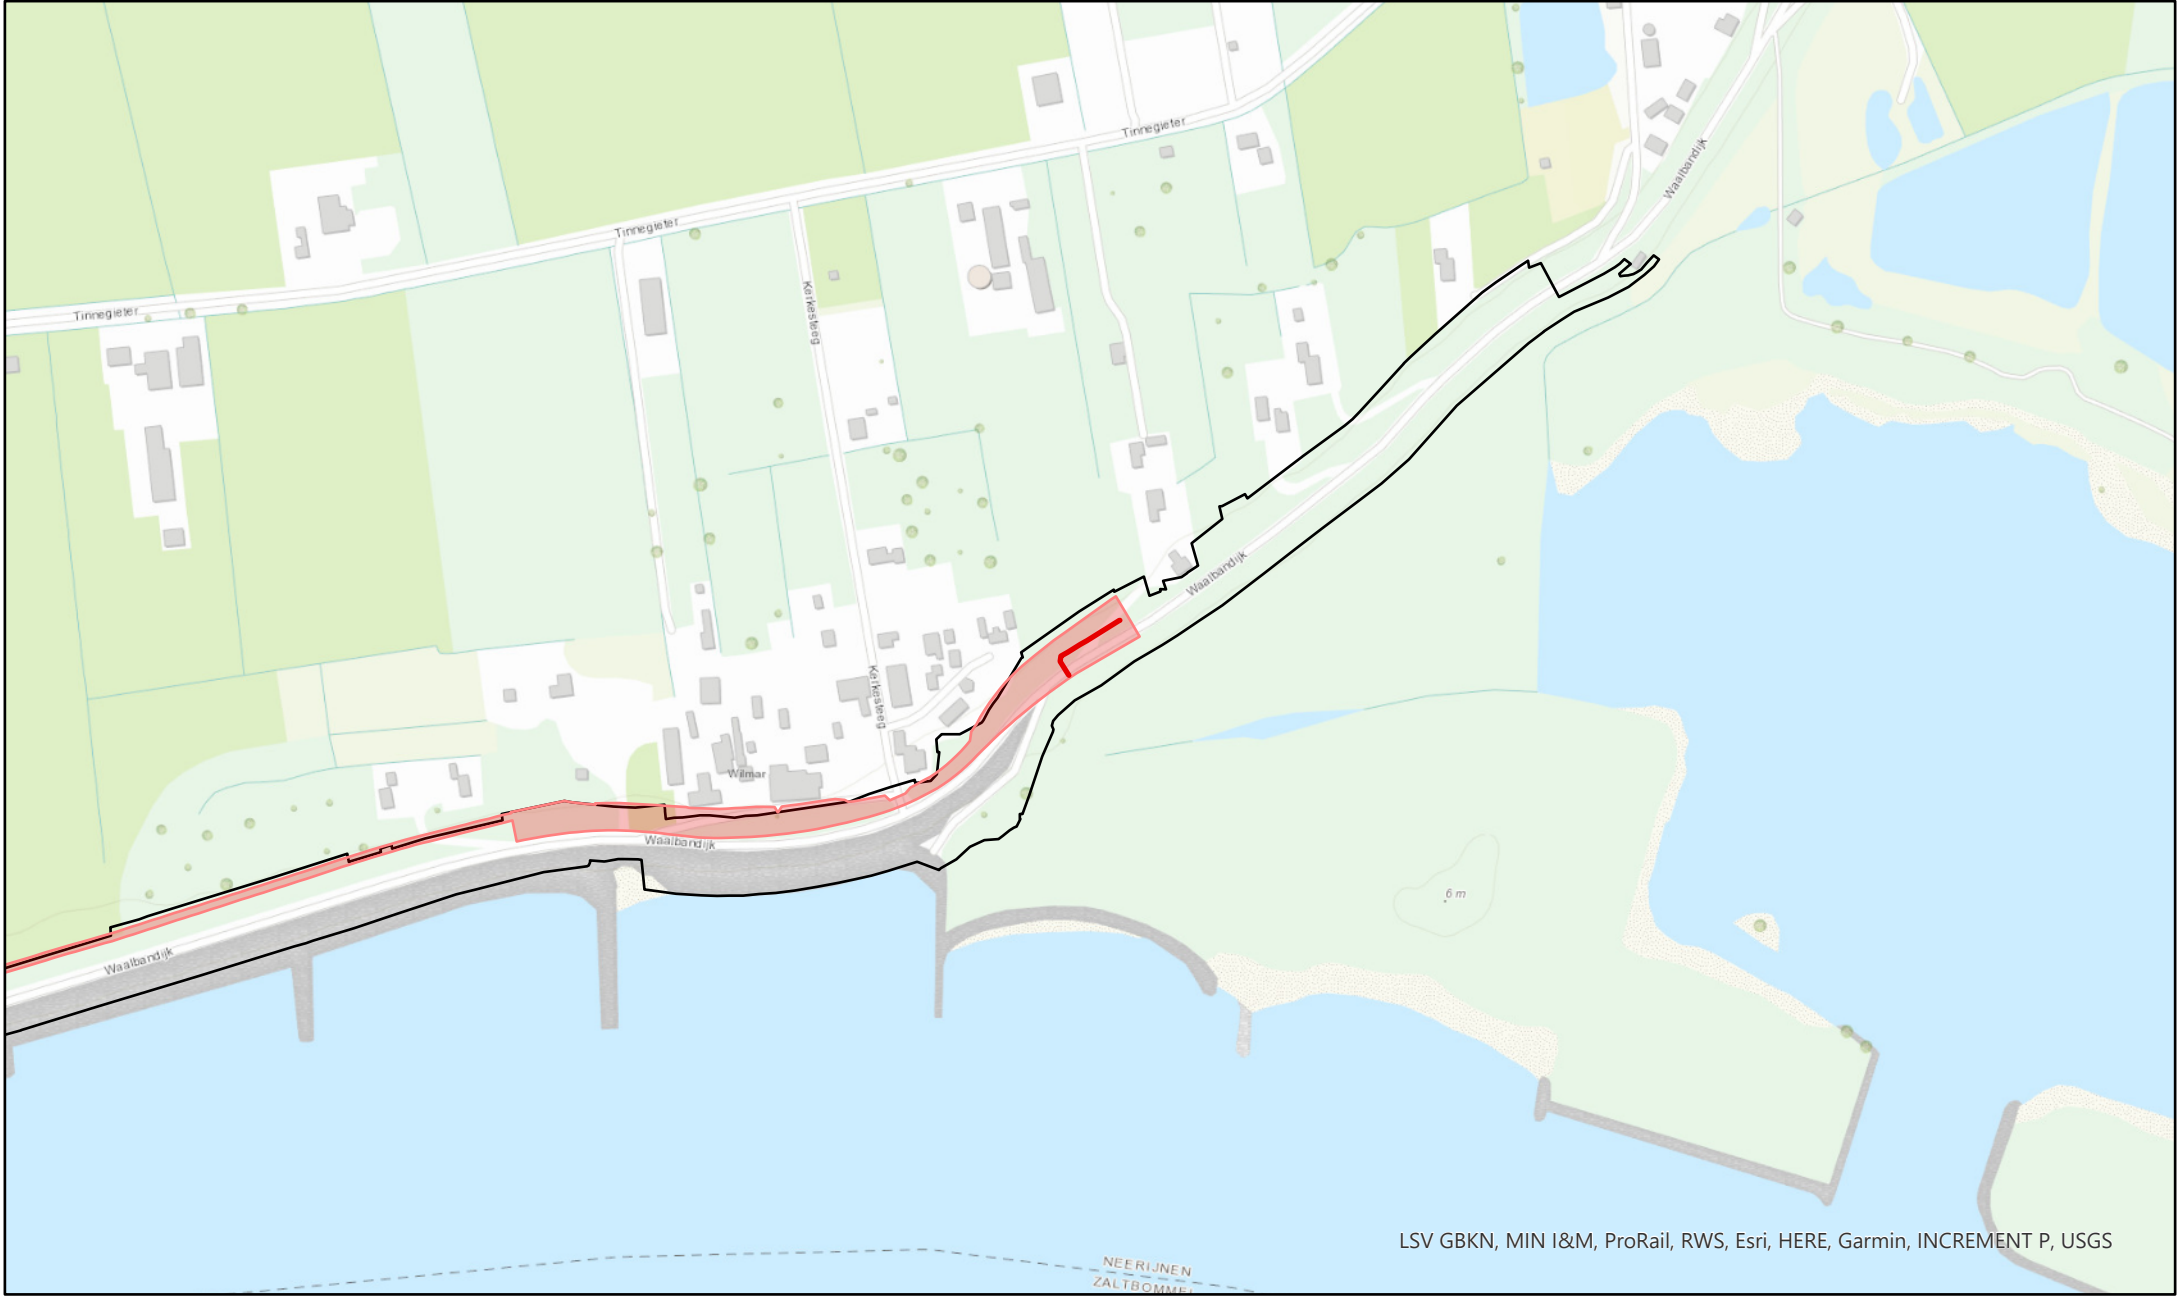 Tinnegieter
Waalbandijk
Tinnegieter
Tinnegieter
Kerkesteeg
Waalbandijk
Kerkesteeg
Wilmar
Waalbandijk
6 m
Waalbandijk
LSV GBKN, MIN I&M, ProRail, RWS, Esri, HERE, Garmin, INCREMENT P, USGS
NEERIJNEN
ZALTBOMMEL